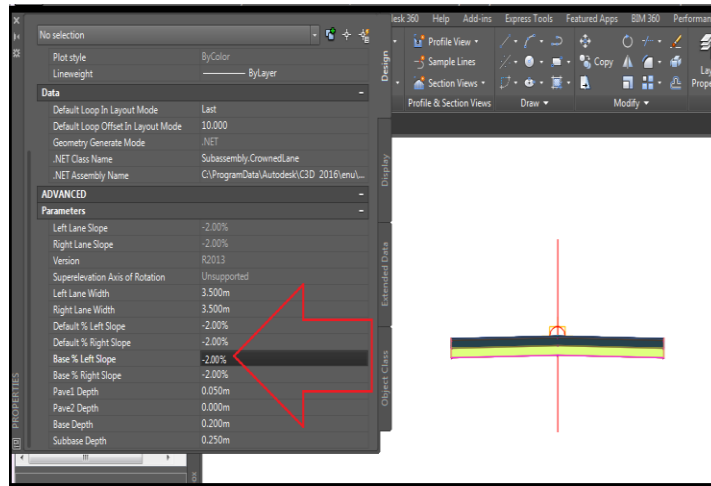 No selection
Plot style ByColor
Lineweight ByLayer
Data
Default Loop In Layout Mode Last
Default Loop Offset In Layout Mode 10.000
Geometry Generate Mode .NET
.NET Class Name Subassembly.CrownedLane
.NET Assembly Name C:\ProgramData\Autodesk\C3D 2016\enu\...
ADVANCED
Parameters
Left Lane Slope -2.00%
Right Lane Slope -2.00%
Version R2013
Superelevation Axis of Rotation Unsupported
Left Lane Width 3.500m
Right Lane Width 3.500m
Default % Left Slope -2.00%
Default % Right Slope -2.00%
Base % Left Slope -2.00%
Base % Right Slope -2.00%
Pave1 Depth 0.050m
Pave2 Depth 0.000m
Base Depth 0.200m
Subbase Depth 0.250m
PROPERTIES
Design
Display
Extended Data
Object Class
desk 360 Help Add-ins Express Tools Featured Apps BIM 360 Performan
Profile View
Sample Lines
Section Views
Copy
Lay
Prope
Profile & Section Views Draw Modify